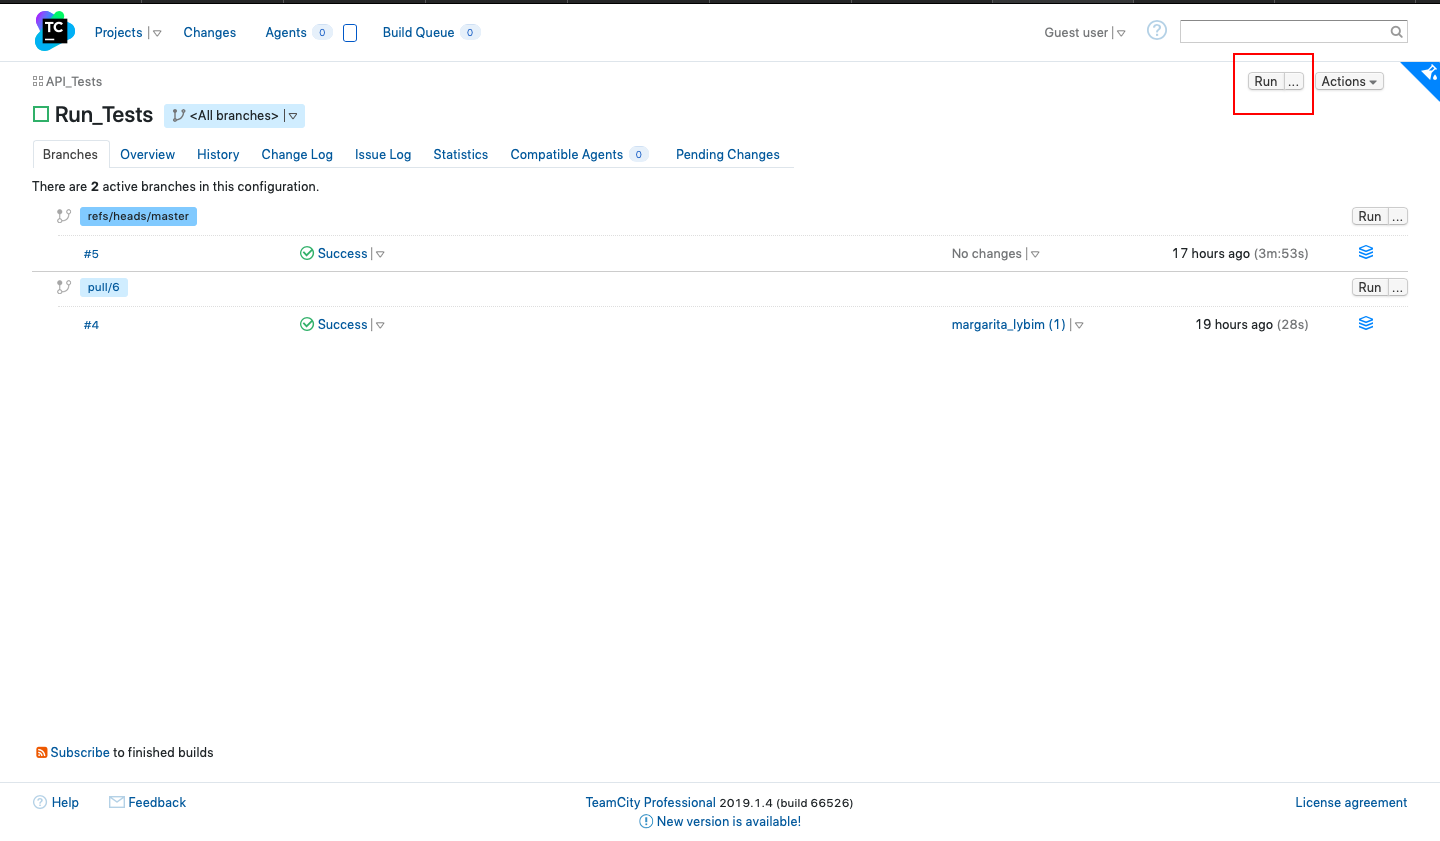 TC Projects Changes Agents 0 Build Queue 0 Guest user ?
API_Tests Run ... Actions
Run_Tests <All branches>
Branches Overview History Change Log Issue Log Statistics Compatible Agents 0 Pending Changes
There are 2 active branches in this configuration.
refs/heads/master Run ...
#5 Success No changes 17 hours ago (3m:53s)
pull/6 Run ...
#4 Success margarita_lybim (1) 19 hours ago (28s)
Subscribe to finished builds
? Help Feedback TeamCity Professional 2019.1.4 (build 66526) License agreement
! New version is available!